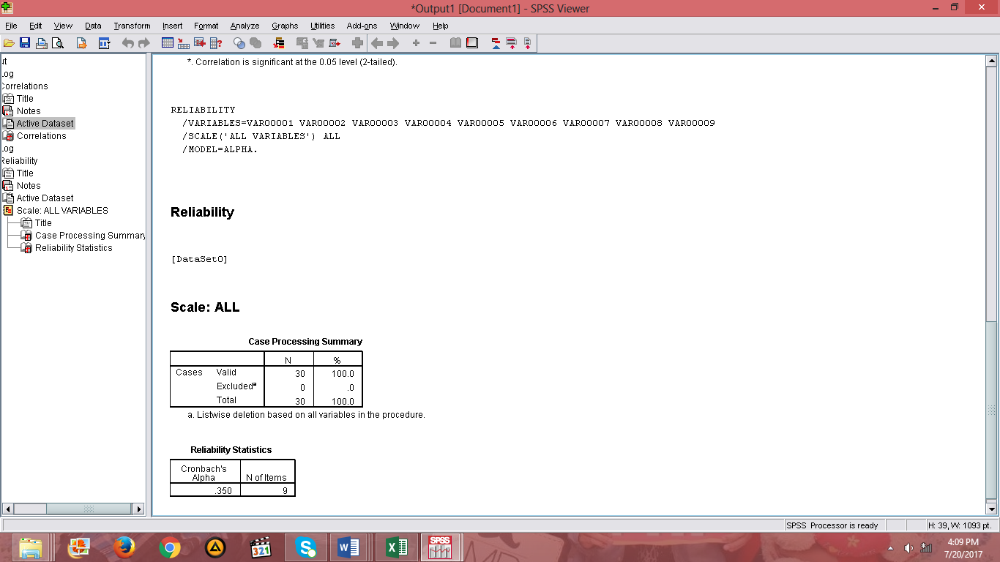 *Output1 [Document1] - SPSS Viewer
File Edit View Data Transform Insert Format Analyze Graphs Utilities Add-ons Window Help
ut
Log
Correlations
Title
Notes
Active Dataset
Correlations
Log
Reliability
Title
Notes
Active Dataset
Scale: ALL VARIABLES
Title
Case Processing Summary
Reliability Statistics
*. Correlation is significant at the 0.05 level (2-tailed).
RELIABILITY
/VARIABLES=VAR00001 VAR00002 VAR00003 VAR00004 VAR00005 VAR00006 VAR00007 VAR00008 VAR00009
/SCALE('ALL VARIABLES') ALL
/MODEL=ALPHA.
Reliability
[DataSet0]
Scale: ALL
Case Processing Summary
N %
Cases Valid 30 100.0
Excludeda 0 .0
Total 30 100.0
a. Listwise deletion based on all variables in the procedure.
Reliability Statistics
Cronbach's
Alpha N of Items
.350 9
SPSS Processor is ready H: 39, W: 1093 pt.
321
SPSS
4:09 PM
7/20/2017